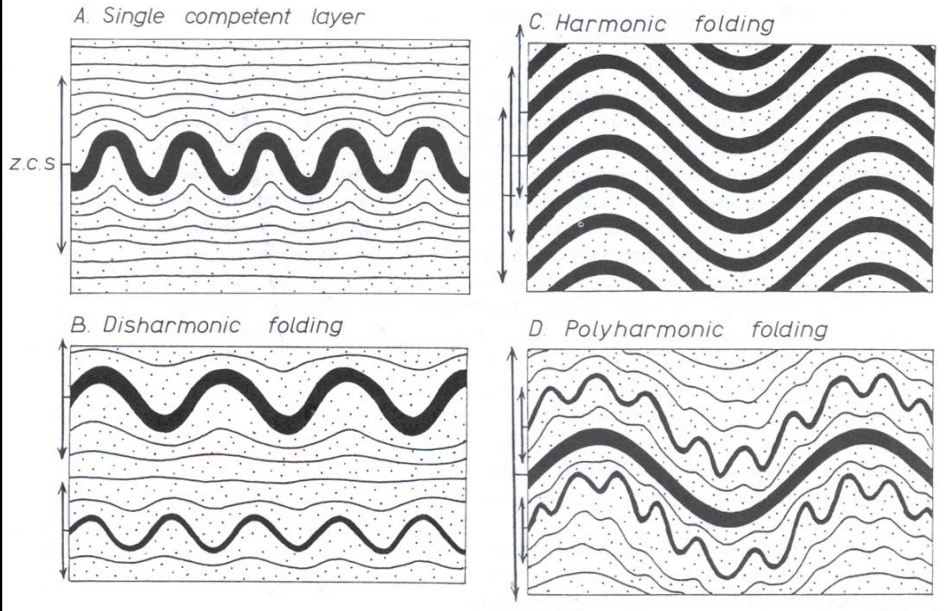 A. Single competent layer
Z.C.S
B. Disharmonic folding
C. Harmonic folding
D. Polyharmonic folding